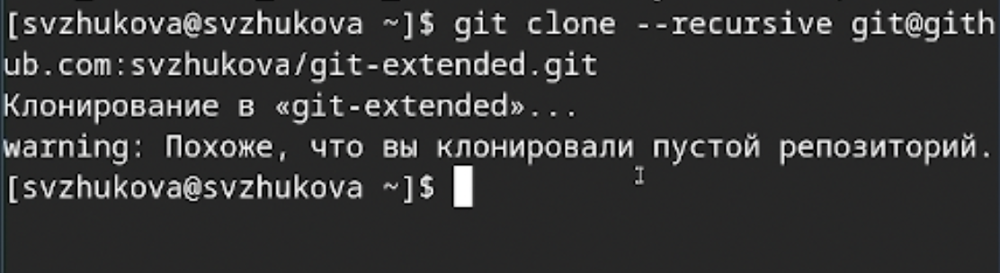 [svzhukova@svzhukova ~]$ git clone --recursive git@gith
ub.com:svzhukova/git-extended.git
Клонирование в «git-extended»...
warning: Похоже, что вы клонировали пустой репозиторий.
[svzhukova@svzhukova ~]$